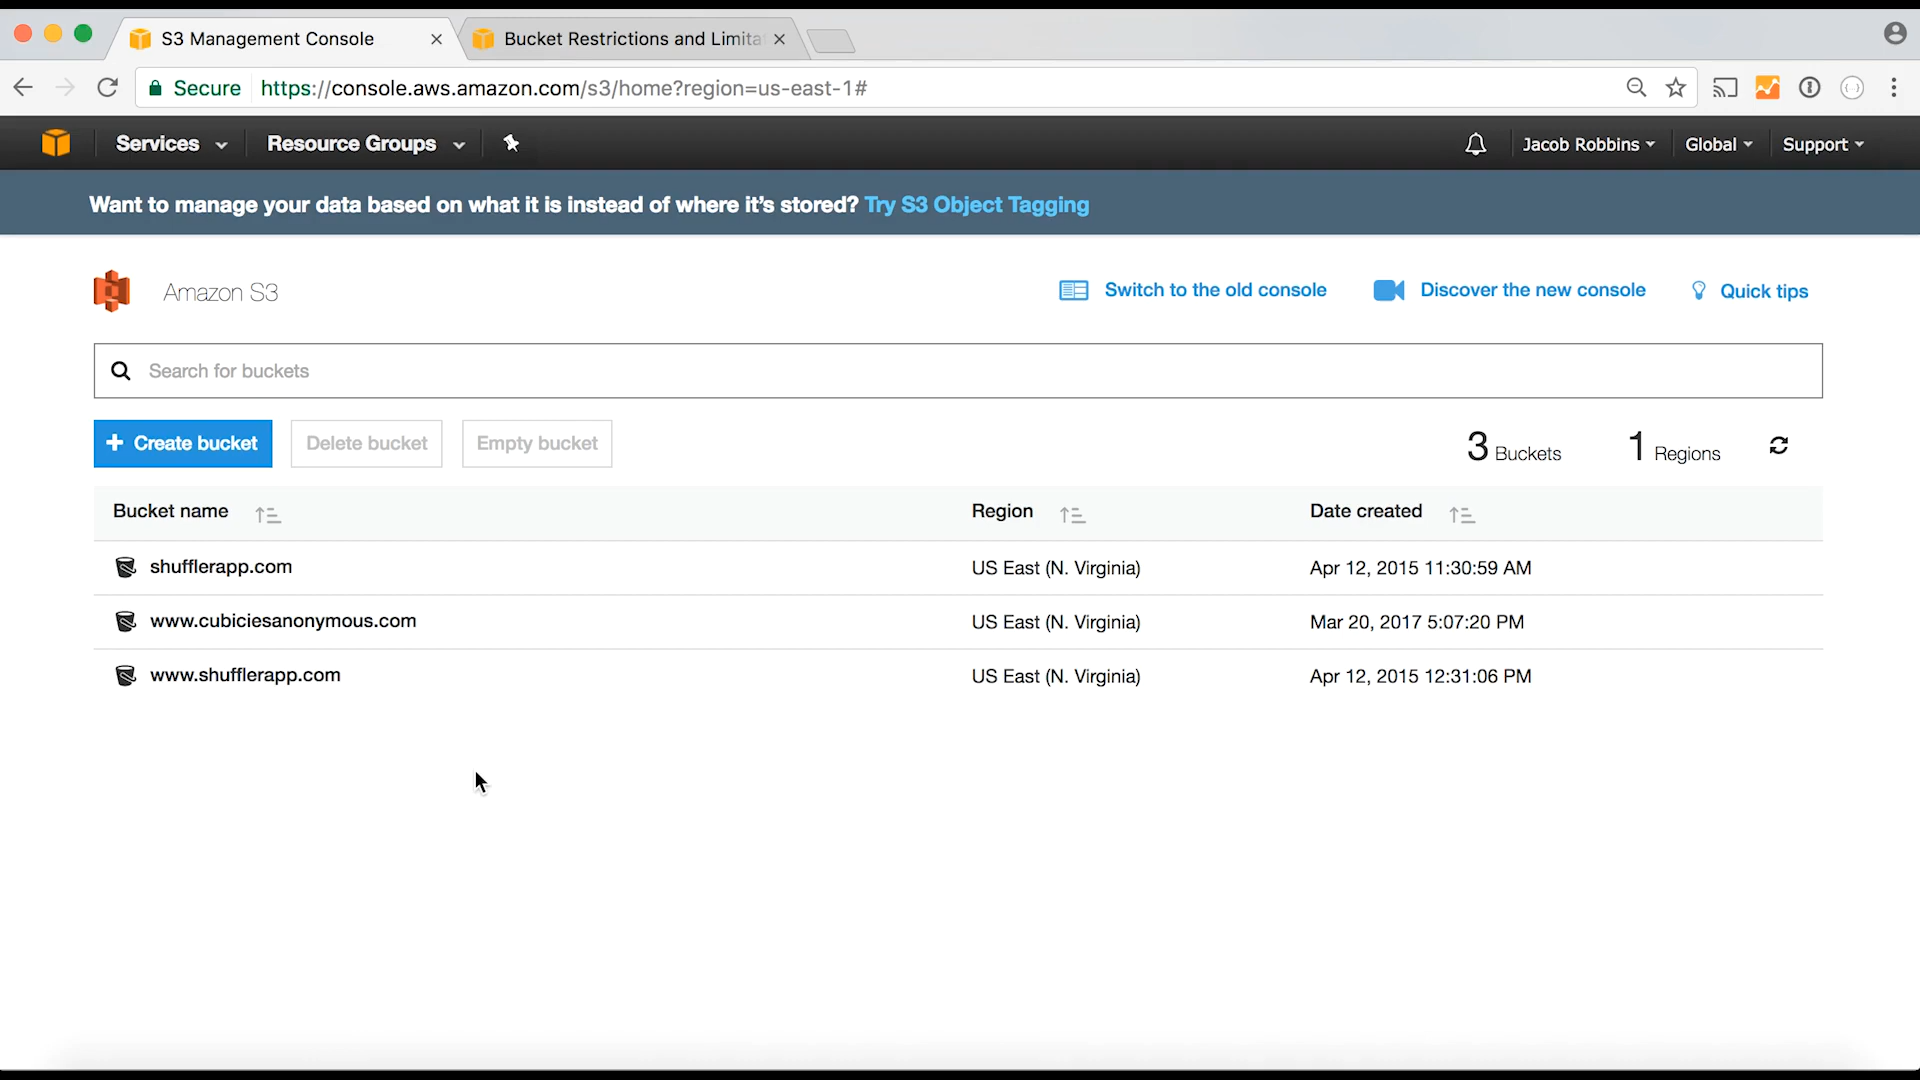 S3 Management Console
Bucket Restrictions and Limita
Secure https://console.aws.amazon.com/s3/home?region=us-east-1#
Services Resource Groups Jacob Robbins Global Support
Want to manage your data based on what it is instead of where it's stored? Try S3 Object Tagging
Amazon S3 Switch to the old console Discover the new console Quick tips
Search for buckets
+ Create bucket Delete bucket Empty bucket 3 Buckets 1 Regions
Bucket name Region Date created
shufflerapp.com US East (N. Virginia) Apr 12, 2015 11:30:59 AM
www.cubiciesanonymous.com US East (N. Virginia) Mar 20, 2017 5:07:20 PM
www.shufflerapp.com US East (N. Virginia) Apr 12, 2015 12:31:06 PM